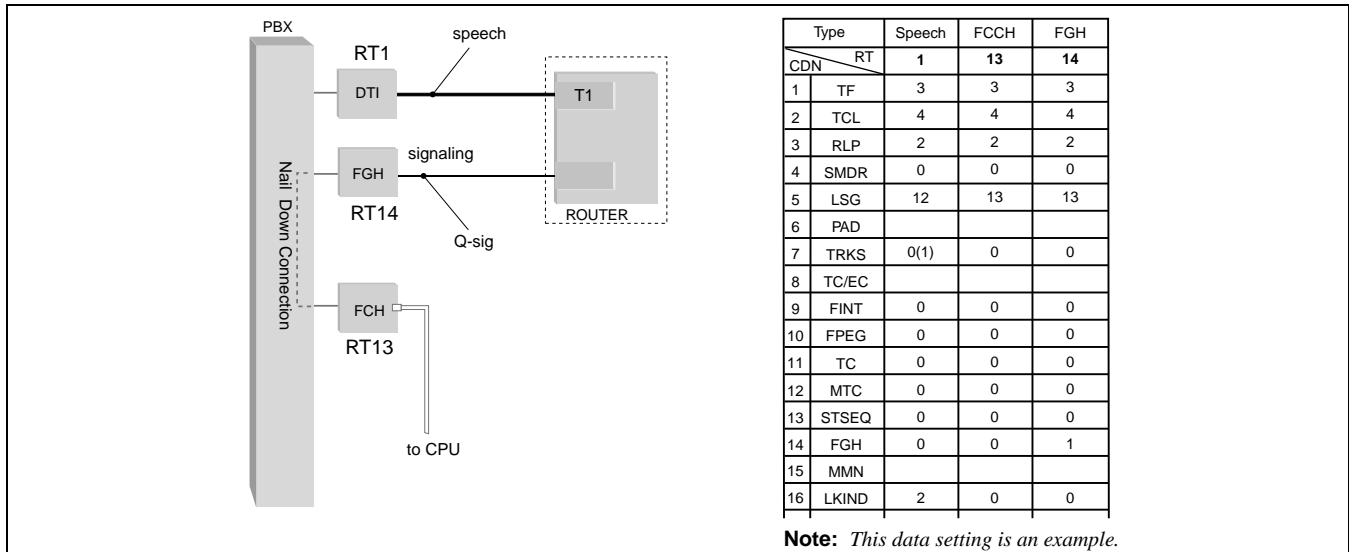 PBX
RT1
speech
DTI
T1
signaling
FGH
RT14
Q-sig
ROUTER
Nail Down Connection
FCH
RT13
to CPU
Type Speech FCCH FGH
CDN RT 1 13 14
1 TF 3 3 3
2 TCL 4 4 4
3 RLP 2 2 2
4 SMDR 0 0 0
5 LSG 12 13 13
6 PAD
7 TRKS 0(1) 0 0
8 TC/EC
9 FINT 0 0 0
10 FPEG 0 0 0
11 TC 0 0 0
12 MTC 0 0 0
13 STSEQ 0 0 0
14 FGH 0 0 1
15 MMN
16 LKIND 2 0 0
Note: This data setting is an example.